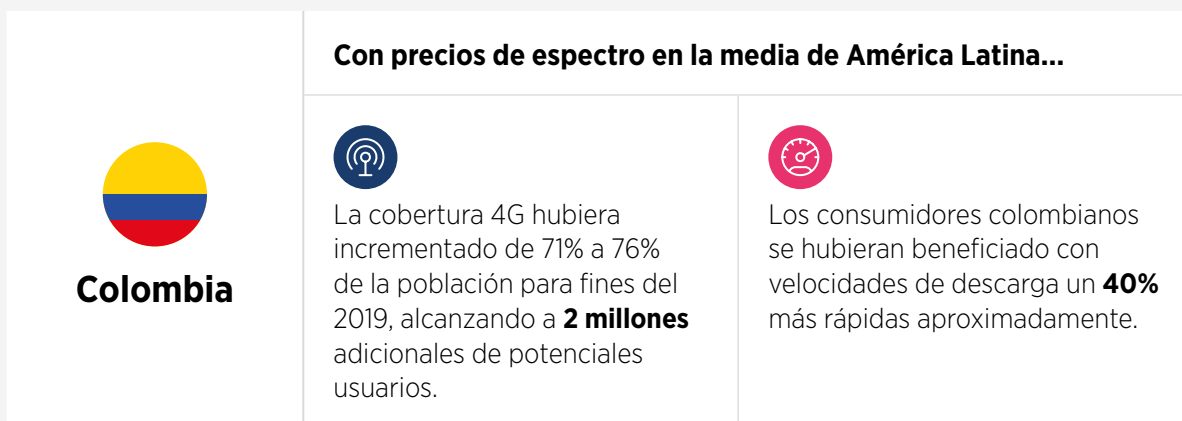 Con precios de espectro en la media de América Latina...
Colombia
La cobertura 4G hubiera
incrementado de 71% a 76%
de la población para fines del
2019, alcanzando a 2 millones
adicionales de potenciales
usuarios.
Los consumidores colombianos
se hubieran beneficiado con
velocidades de descarga un 40%
más rápidas aproximadamente.